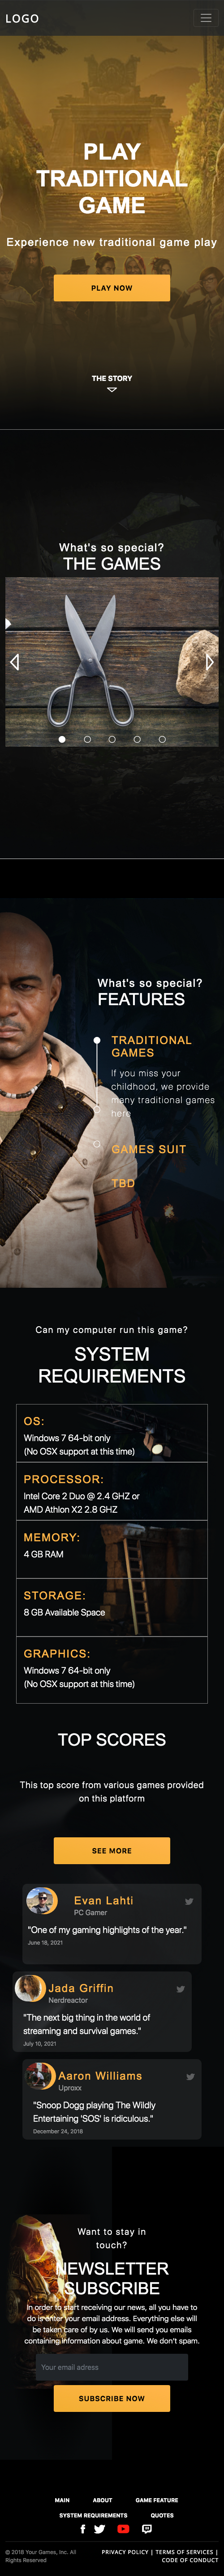 LOGO
PLAY
TRADITIONAL
GAME
Experience new traditional game play
PLAY NOW
THE STORY
What's so special?
THE GAMES
What's so special?
FEATURES
TRADITIONAL
GAMES
If you miss your
childhood, we provide
many traditional games
here
GAMES SUIT
TBD
Can my computer run this game?
SYSTEM
REQUIREMENTS
OS:
Windows 7 64-bit only
(No OSX support at this time)
PROCESSOR:
Intel Core 2 Duo @ 2.4 GHZ or
AMD Athlon X2 2.8 GHZ
MEMORY:
4 GB RAM
STORAGE:
8 GB Available Space
GRAPHICS:
Windows 7 64-bit only
(No OSX support at this time)
TOP SCORES
This top score from various games provided
on this platform
SEE MORE
Evan Lahti
PC Gamer
"One of my gaming highlights of the year."
June 18, 2021
Jada Griffin
Nerdreactor
"The next big thing in the world of
streaming and survival games."
July 10, 2021
Aaron Williams
Uproxx
"Snoop Dogg playing The Wildly
Entertaining 'SOS' is ridiculous."
December 24, 2018
Want to stay in
touch?
NEWSLETTER
SUBSCRIBE
In order to start receiving our news, all you have to
do is enter your email address. Everything else will
be taken care of by us. We will send you emails
containing information about game. We don't spam.
Your email adress
SUBSCRIBE NOW
MAIN ABOUT GAME FEATURE
SYSTEM REQUIREMENTS QUOTES
© 2018 Your Games, Inc. All
Rights Reserved
PRIVACY POLICY | TERMS OF SERVICES |
CODE OF CONDUCT